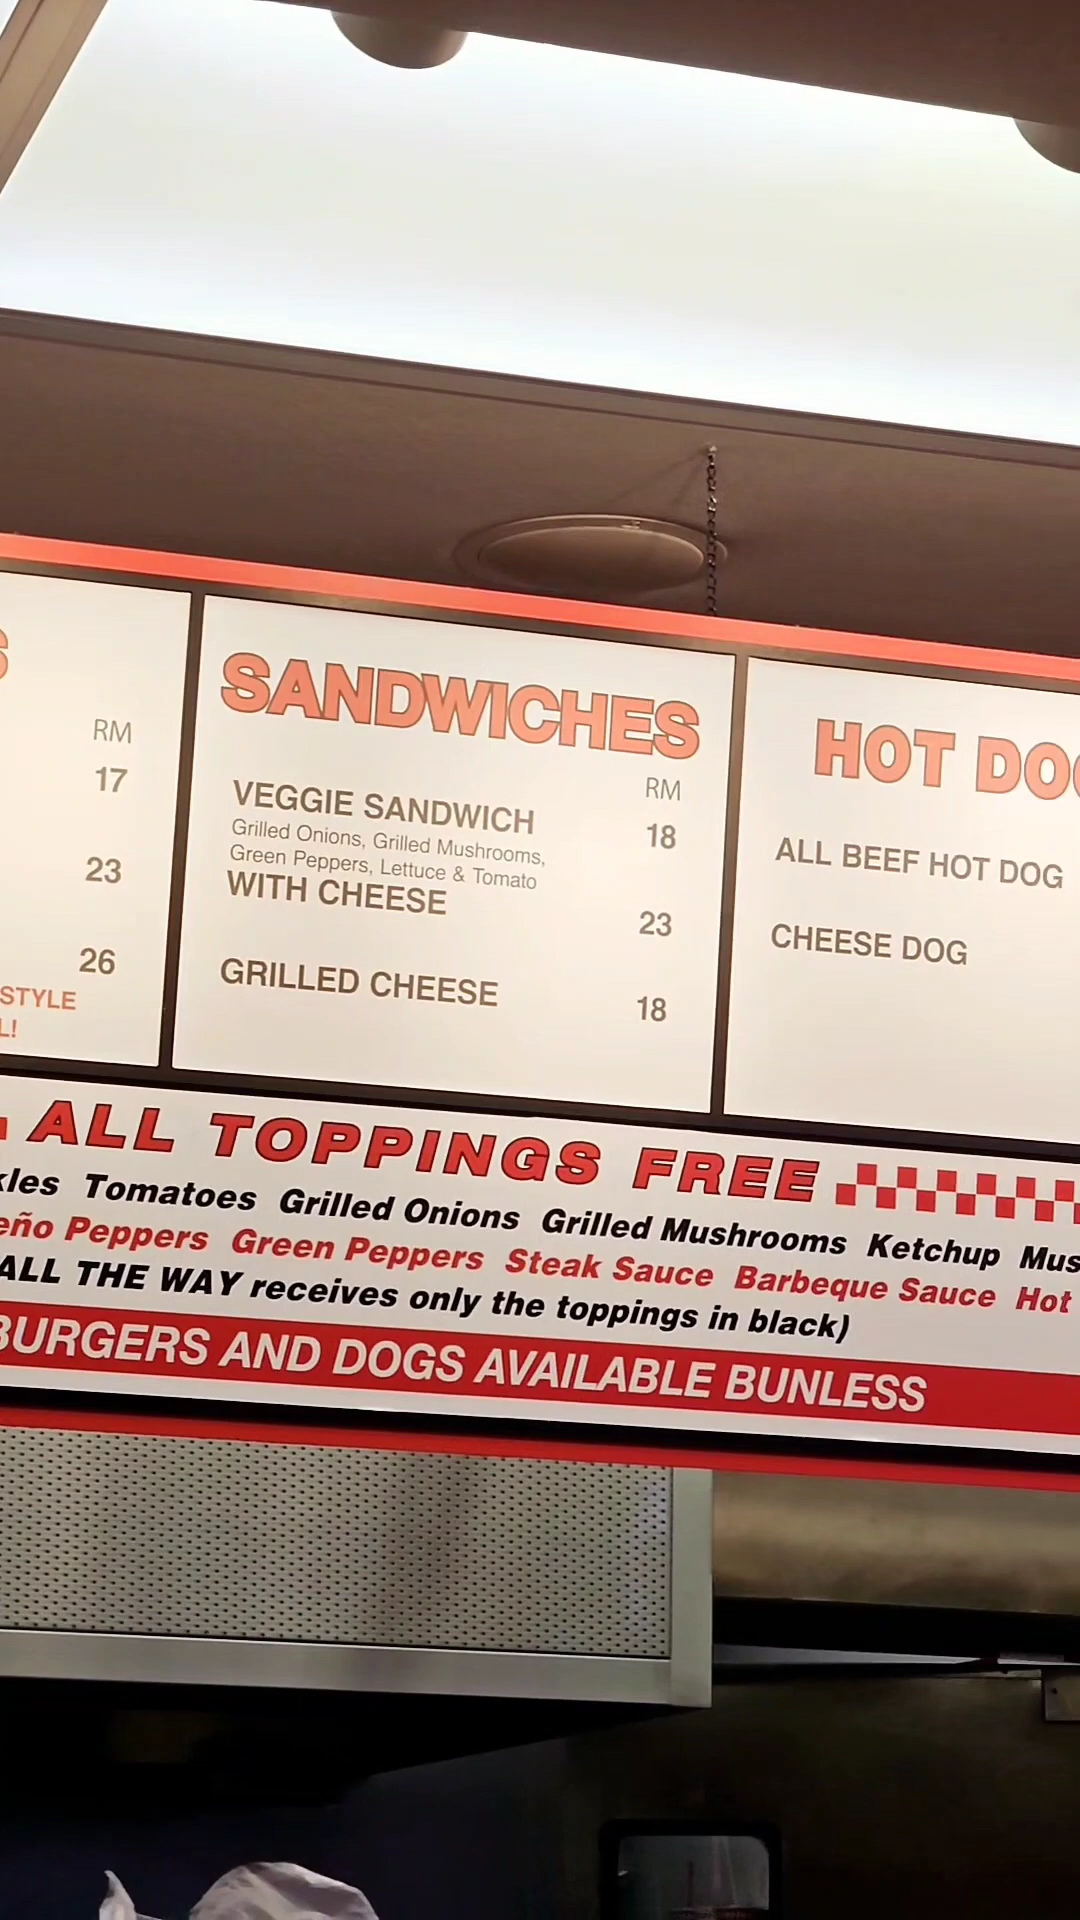 RM
17
23
26
STYLE
SANDWICHES
RM
VEGGIE SANDWICH 18
Grilled Onions, Grilled Mushrooms,
Green Peppers, Lettuce & Tomato
WITH CHEESE 23
GRILLED CHEESE 18
HOT
ALL BEEF HOT DOG
CHEESE DOG
ALL TOPPINGS FREE
Tomatoes Grilled Onions Grilled Mushrooms Ketchup
Peppers Green Peppers Steak Sauce Barbeque Sauce Hot
ALL THE WAY receives only the toppings in black)
BURGERS AND DOGS AVAILABLE BUNLESS